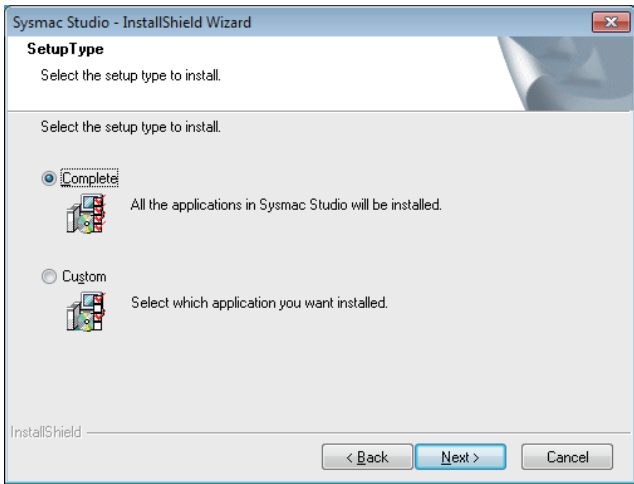 Sysmac Studio - InstallShield Wizard
SetupType
Select the setup type to install.
Select the setup type to install.
Complete
All the applications in Sysmac Studio will be installed.
Custom
Select which application you want installed.
InstallShield
< Back Next > Cancel